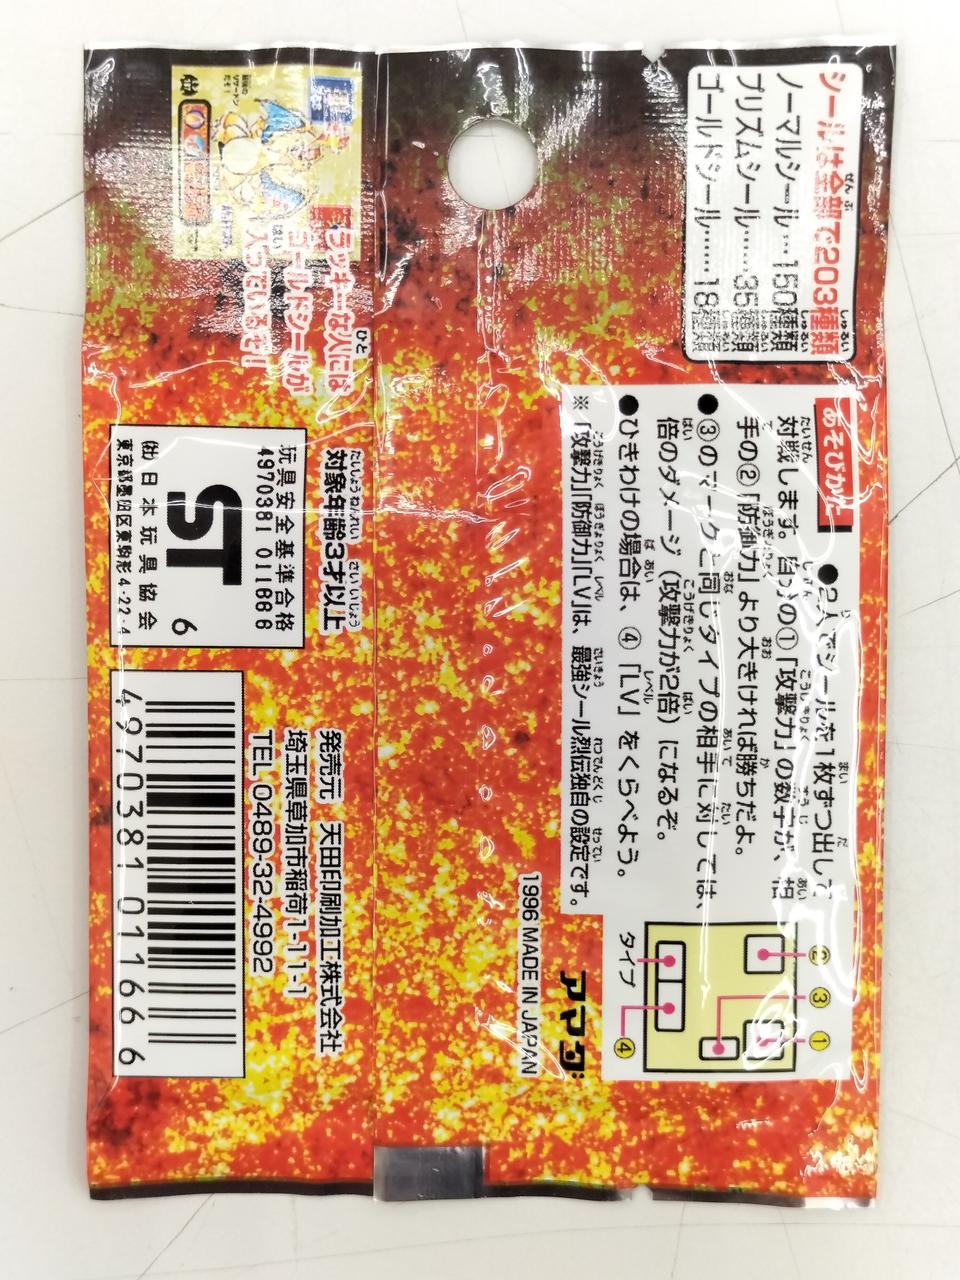 シールは全部で203種類
ノーマルシール…150種類
プリズムシール……35種類
ゴールドシール……18種類
あそびかた
●2人でシールを1枚ずつ出して
対戦します。自分の①「攻撃力」の数字が、相
手の②「防御力」より大きければ勝ちだよ。
●③のマークと同じタイプの相手に対しては
倍のダメージ（攻撃力が2倍）になるぞ。
●ひきわけの場合は、④「LV」をくらべよう。
※「攻撃力」「防御力」「LV」は、最強シール烈伝独自の設定です。
②
③
①
タイプ
④
アマダ
1996 MADE IN JAPAN
ラッキーな人には
ゴールドシールが
入っているぞ!
対象年齢3才以上
玩具安全基準合格
4970381 011666
ST
6
(社)日本玩具協会
東京都墨田区東駒形4-22-4
発売元 天田印刷加工株式会社
埼玉県草加市稲荷1-11-1
TEL 0489-32-4992
4970381011666